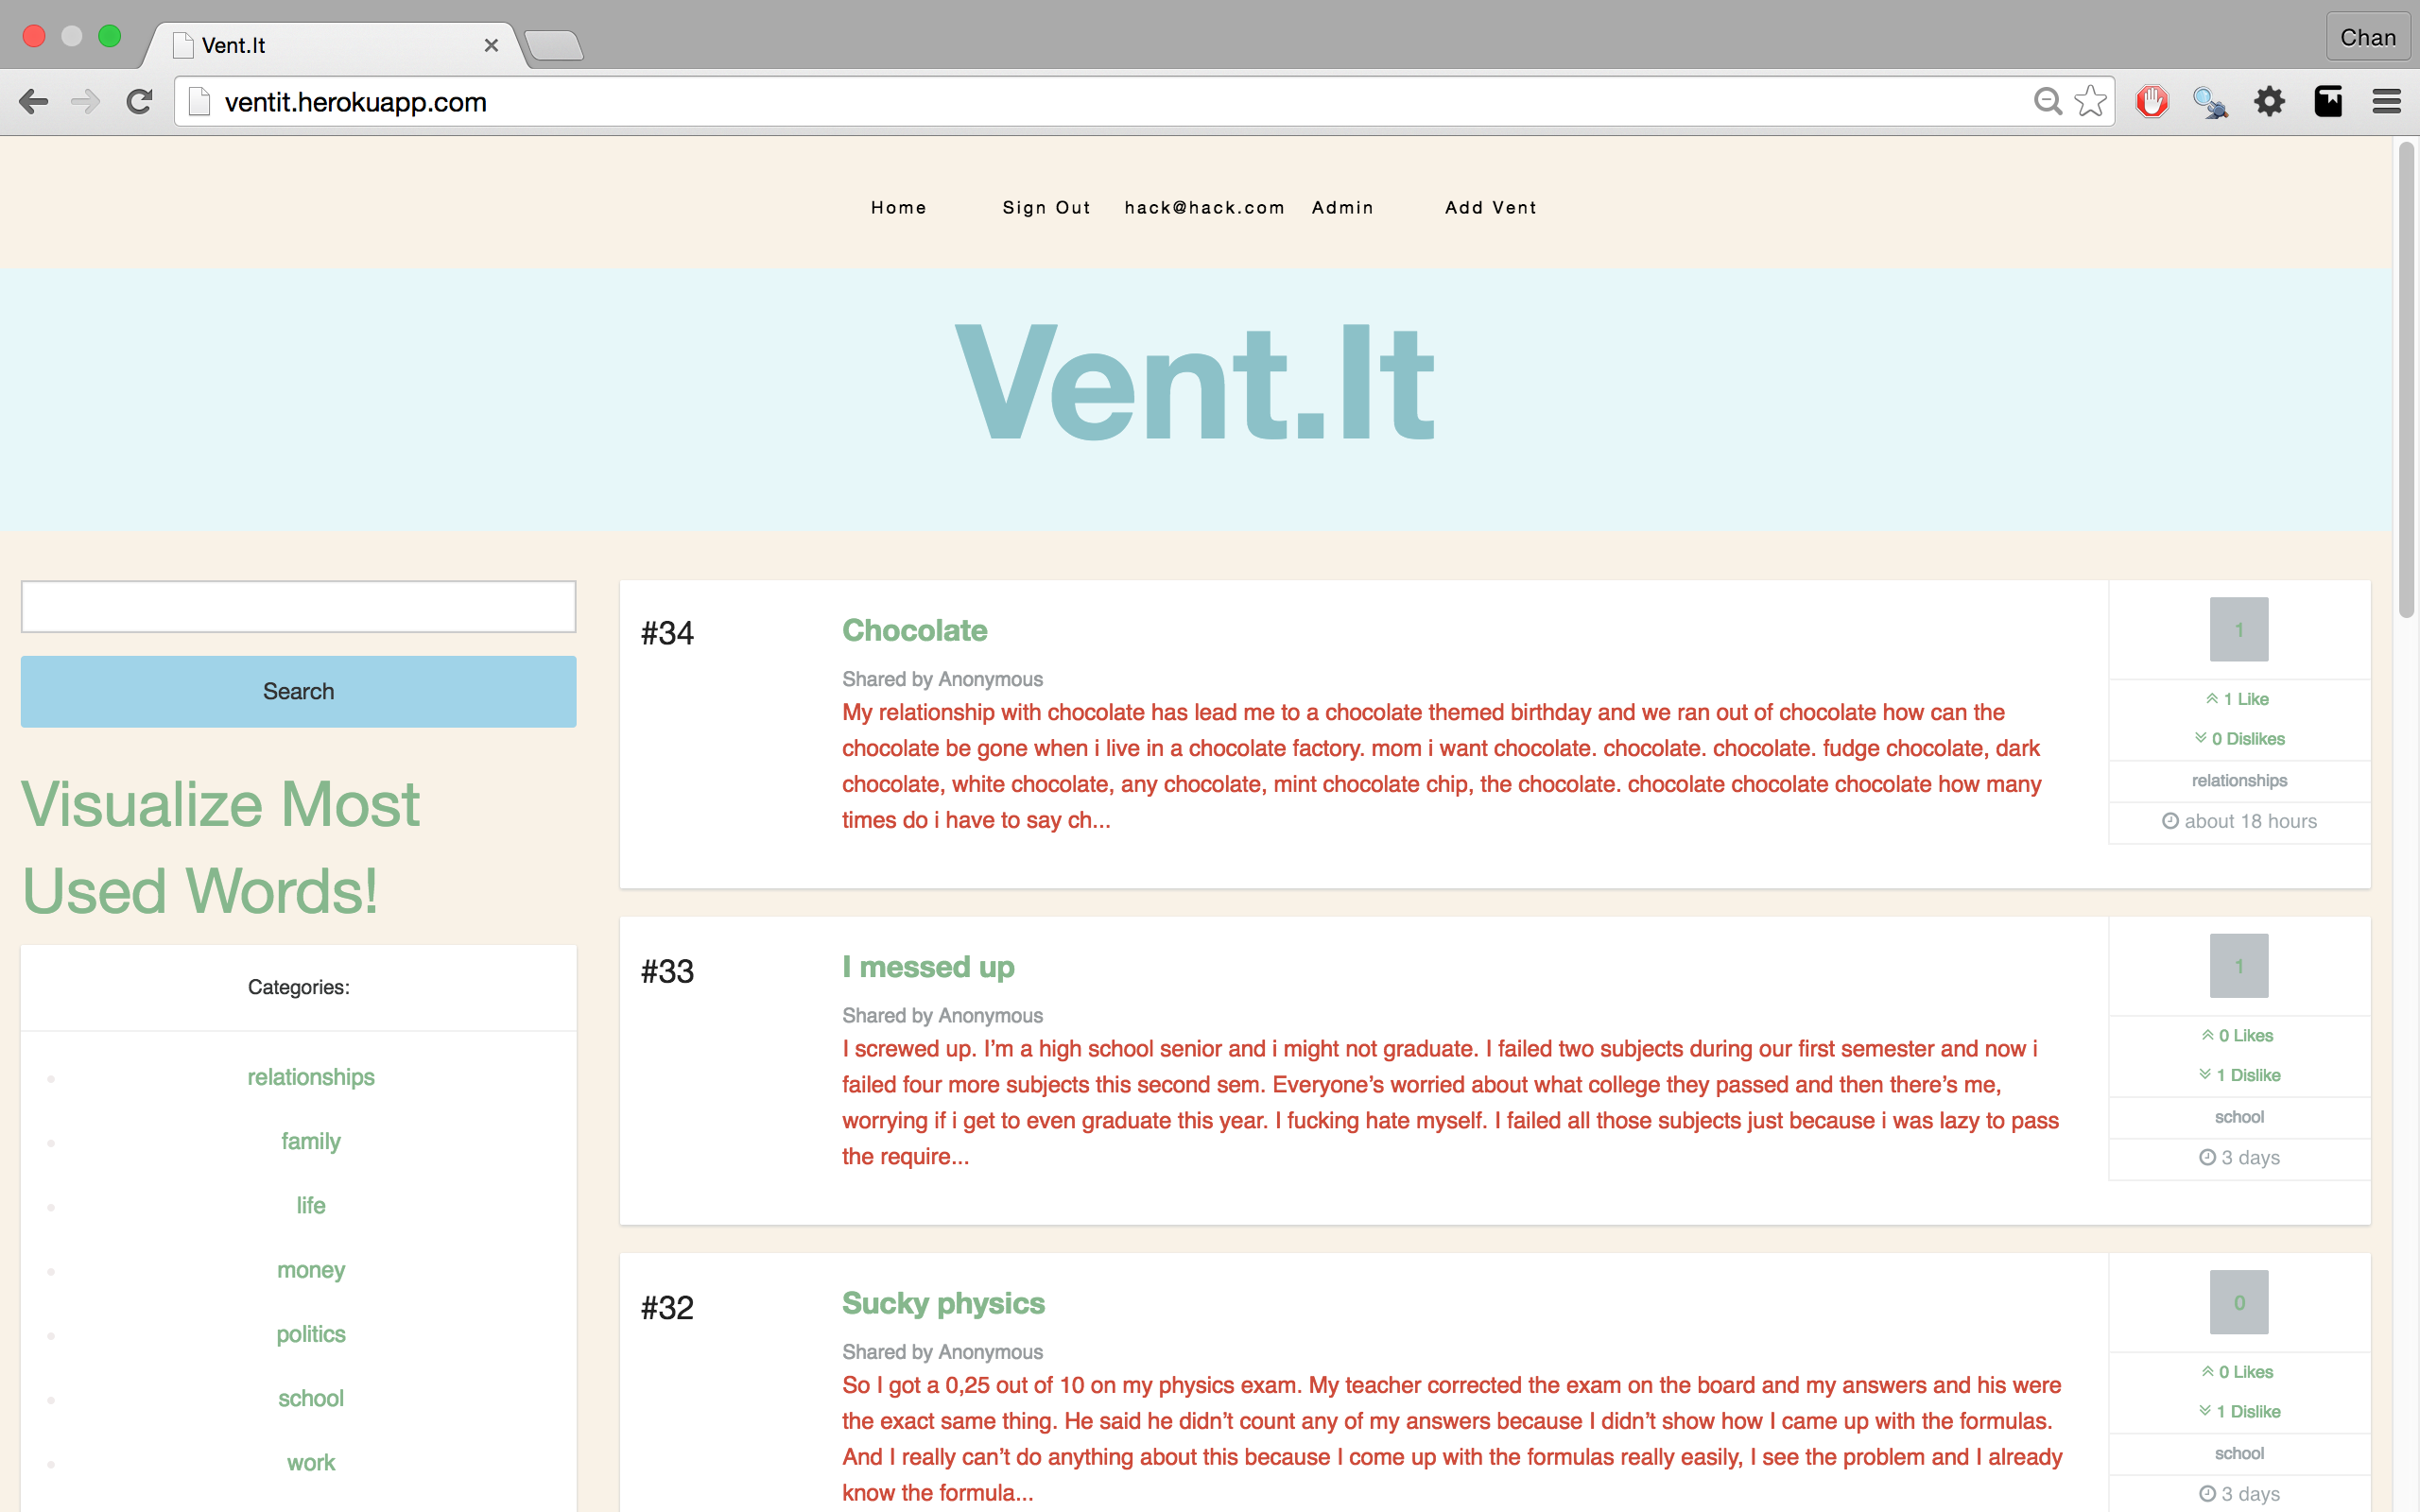 Vent.It
Chan
ventit.herokuapp.com
Home Sign Out hack@hack.com Admin Add Vent
Vent.It
Search
Visualize Most
Used Words!
Categories:
relationships
family
life
money
politics
school
work
#34
Chocolate
Shared by Anonymous
My relationship with chocolate has lead me to a chocolate themed birthday and we ran out of chocolate how can the
chocolate be gone when i live in a chocolate factory. mom i want chocolate. chocolate. chocolate. fudge chocolate, dark
chocolate, white chocolate, any chocolate, mint chocolate chip, the chocolate. chocolate chocolate chocolate how many
times do i have to say ch...
1
1 Like
0 Dislikes
relationships
about 18 hours
#33
I messed up
Shared by Anonymous
I screwed up. I’m a high school senior and i might not graduate. I failed two subjects during our first semester and now i
failed four more subjects this second sem. Everyone’s worried about what college they passed and then there’s me,
worrying if i get to even graduate this year. I fucking hate myself. I failed all those subjects just because i was lazy to pass
the require...
1
0 Likes
1 Dislike
school
3 days
#32
Sucky physics
Shared by Anonymous
So I got a 0,25 out of 10 on my physics exam. My teacher corrected the exam on the board and my answers and his were
the exact same thing. He said he didn’t count any of my answers because I didn’t show how I came up with the formulas.
And I really can’t do anything about this because I come up with the formulas really easily, I see the problem and I already
know the formula...
0
0 Likes
1 Dislike
school
3 days